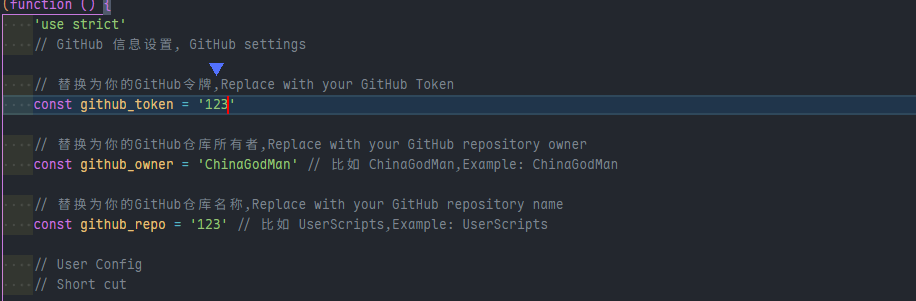 (function () {
'use strict'
// GitHub 信息设置, GitHub settings
// 替换为你的GitHub令牌,Replace with your GitHub Token
const github_token = '123'
// 替换为你的GitHub仓库所有者,Replace with your GitHub repository owner
const github_owner = 'ChinaGodMan' // 比如 ChinaGodMan,Example: ChinaGodMan
// 替换为你的GitHub仓库名称,Replace with your GitHub repository name
const github_repo = '123' // 比如 UserScripts,Example: UserScripts
// User Config
// Short cut